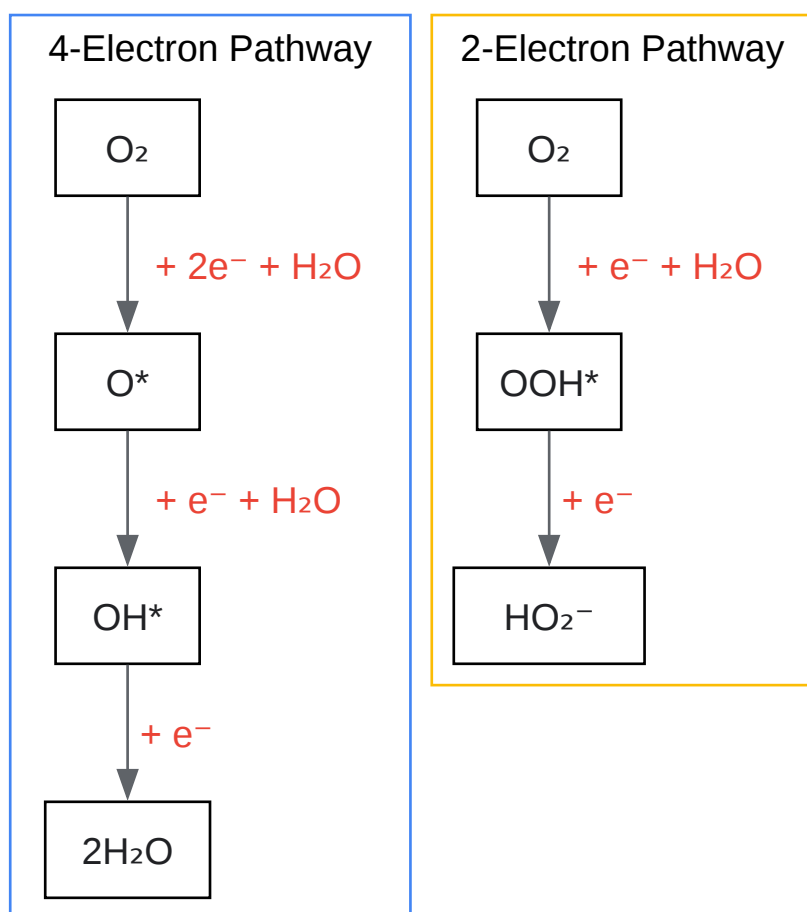 4-Electron Pathway
O₂
+ 2e⁻ + H₂O
O*
+ e⁻ + H₂O
OH*
+ e⁻
2H₂O
2-Electron Pathway
O₂
+ e⁻ + H₂O
OOH*
+ e⁻
HO₂⁻